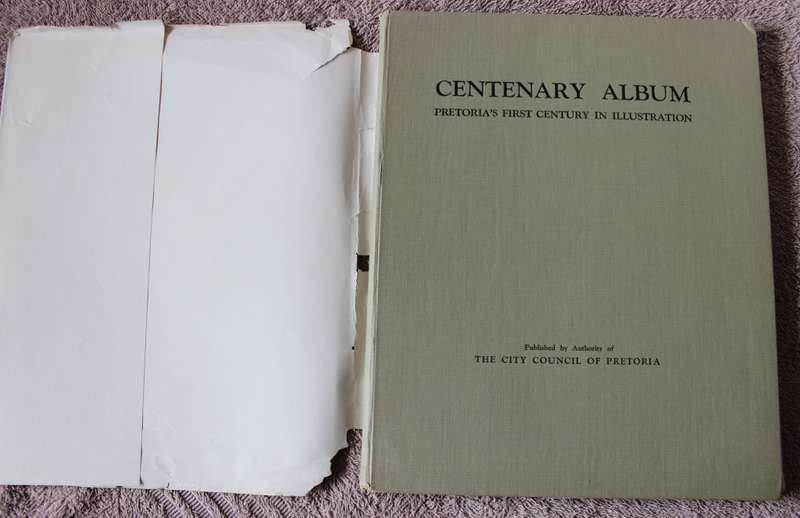 CENTENARY ALBUM
PRETORIA'S FIRST CENTURY IN ILLUSTRATION
Published by Authority of
THE CITY COUNCIL OF PRETORIA